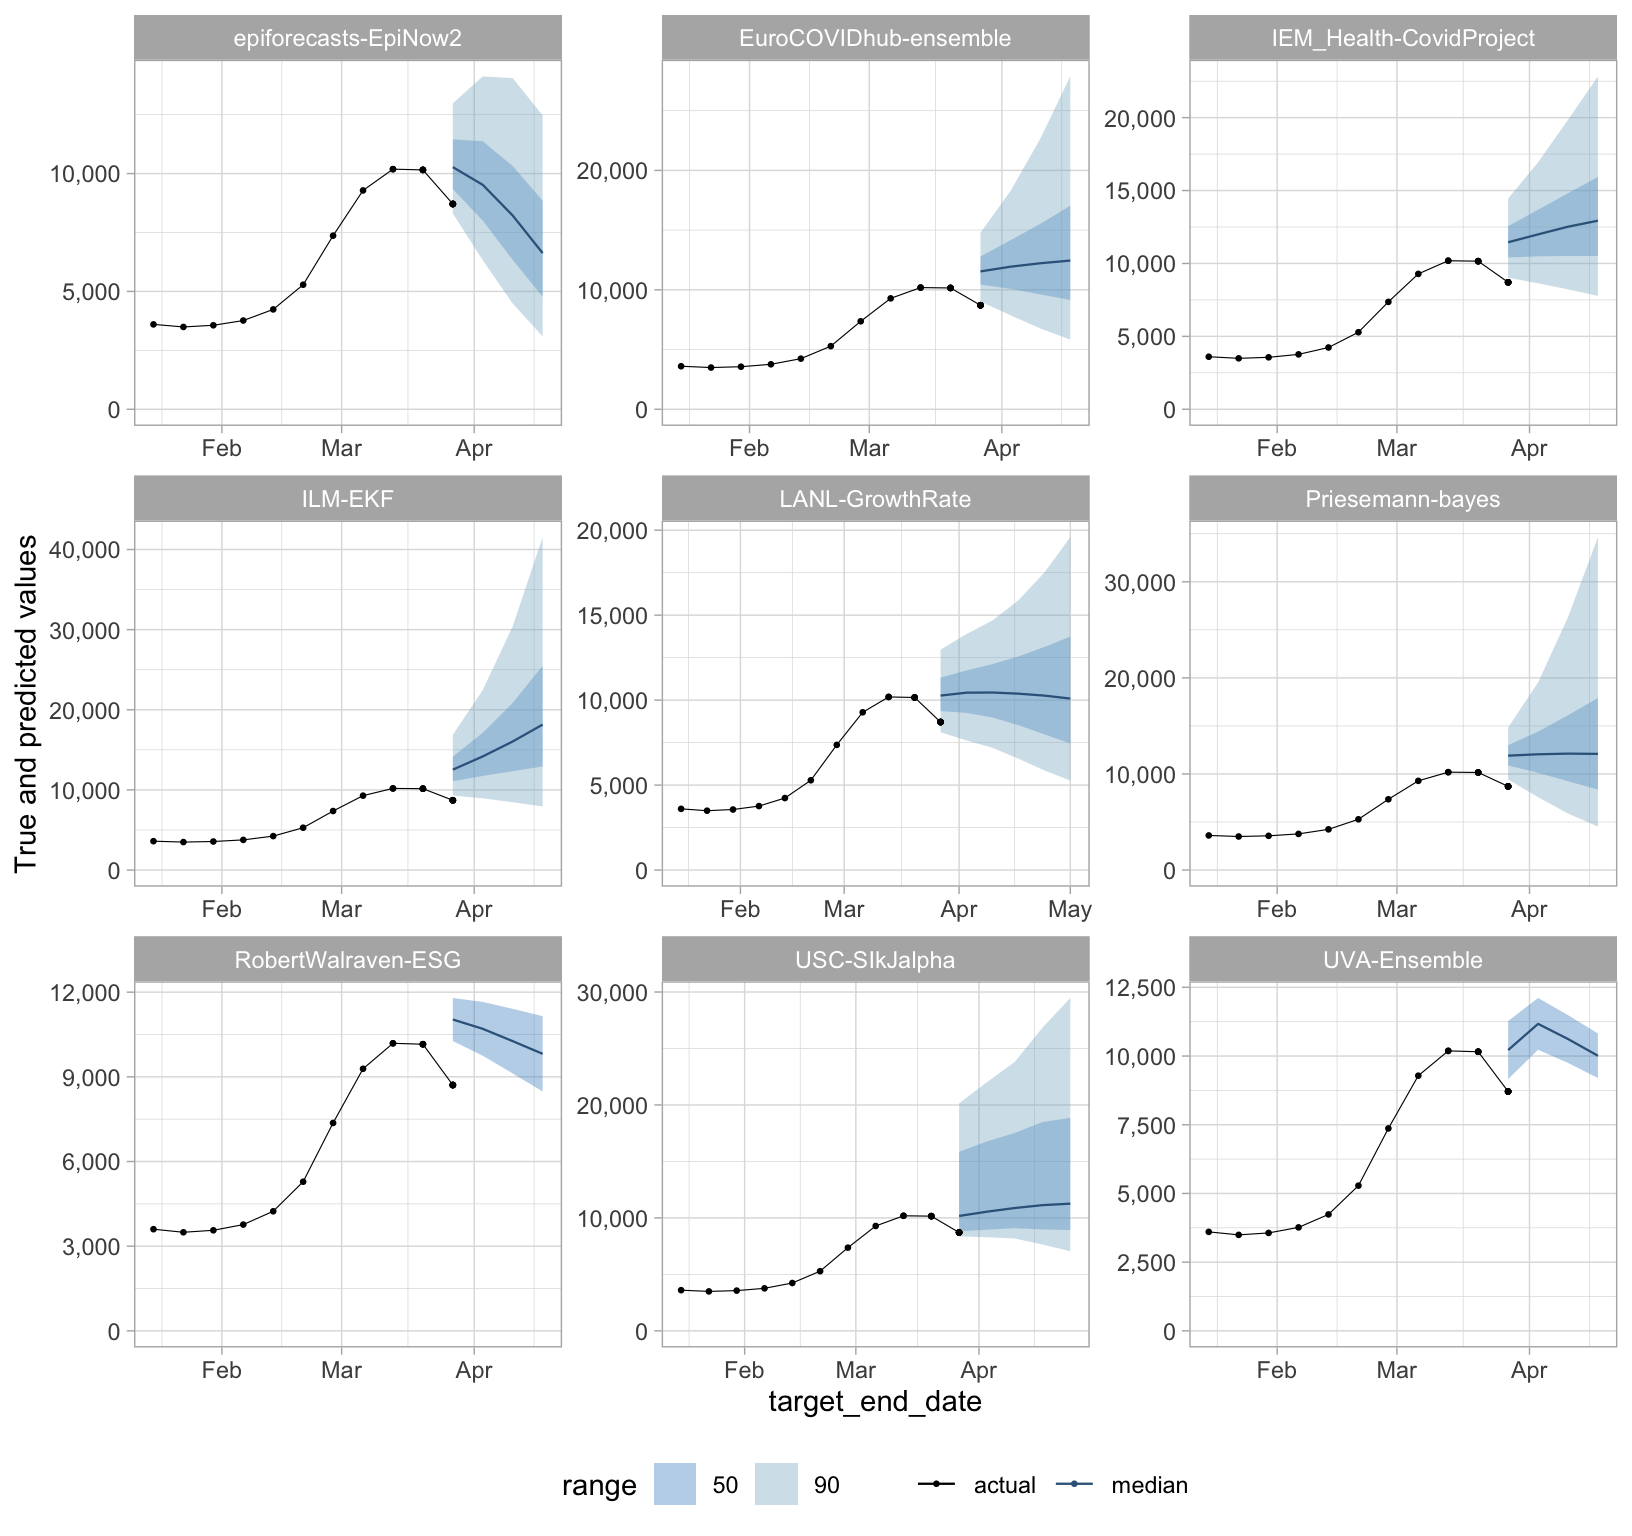 epiforecasts-EpiNow2
EuroCOVIDhub-ensemble
IEM_Health-CovidProject
10,000
5,000
0
Feb Mar Apr
20,000
10,000
0
Feb Mar Apr
20,000
15,000
10,000
5,000
0
Feb Mar Apr
True and predicted values
ILM-EKF
LANL-GrowthRate
Priesemann-bayes
40,000
30,000
20,000
10,000
0
Feb Mar Apr
20,000
15,000
10,000
5,000
0
Feb Mar Apr May
30,000
20,000
10,000
0
Feb Mar Apr
RobertWalraven-ESG
USC-SIkJalpha
UVA-Ensemble
12,000
9,000
6,000
3,000
0
Feb Mar Apr
30,000
20,000
10,000
0
Feb Mar Apr
12,500
10,000
7,500
5,000
2,500
0
Feb Mar Apr
target_end_date
range 50 90 actual median